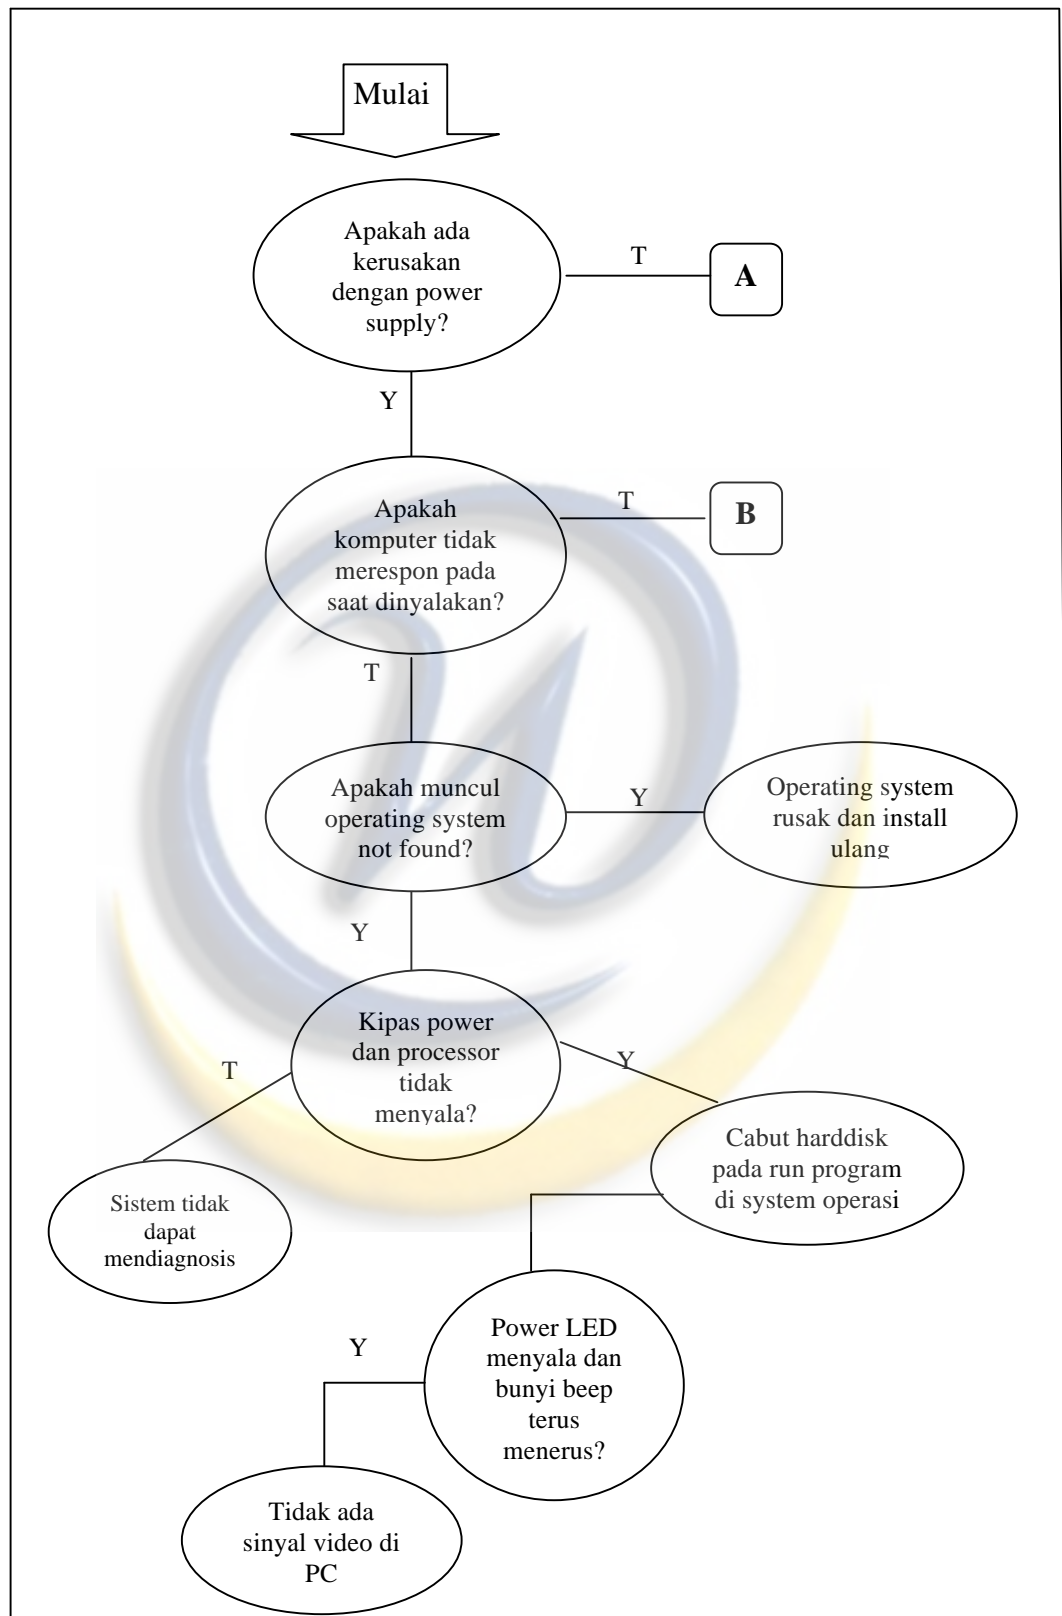 Mulai
Apakah ada
kerusakan
dengan power
supply?
T
A
Y
Apakah
komputer tidak
merespon pada
saat dinyalakan?
T
B
T
Apakah muncul
operating system
not found?
Y
Operating system
rusak dan install
ulang
Y
Kipas power
dan processor
tidak
menyala?
T
Y
Sistem tidak
dapat
mendiagnosis
Cabut harddisk
pada run program
di system operasi
Power LED
menyala dan
bunyi beep
terus
menerus?
Y
Tidak ada
sinyal video di
PC